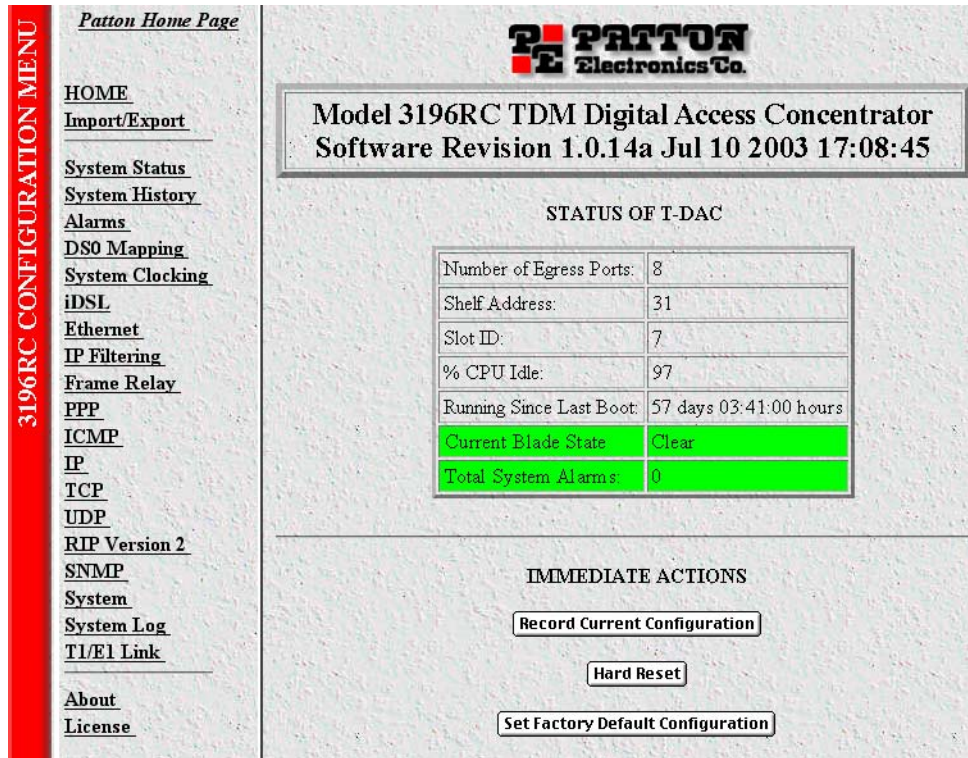 3196RC CONFIGURATION MENU
Patton Home Page
HOME
Import/Export
System Status
System History
Alarms
DS0 Mapping
System Clocking
iDSL
Ethernet
IP Filtering
Frame Relay
PPP
ICMP
IP
TCP
UDP
RIP Version 2
SNMP
System
System Log
T1/E1 Link
About
License
PE PATTON
Electronics Co.
Model 3196RC TDM Digital Access Concentrator
Software Revision 1.0.14a Jul 10 2003 17:08:45
STATUS OF T-DAC
Number of Egress Ports: 8
Shelf Address: 31
Slot ID: 7
% CPU Idle: 97
Running Since Last Boot: 57 days 03:41:00 hours
Current Blade State Clear
Total System Alarms: 0
IMMEDIATE ACTIONS
Record Current Configuration
Hard Reset
Set Factory Default Configuration